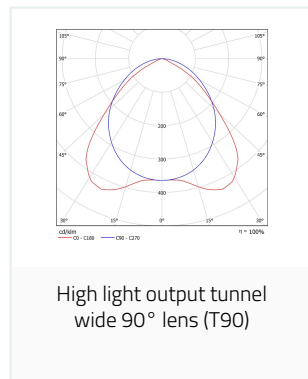 105° 105°
90° 90°
75° 75°
60° 60°
200
45° 45°
300
400
30° 15° 0° 15° 30°
cd/klm η = 100%
C0 - C180 C90 - C270
High light output tunnel
wide 90° lens (T90)